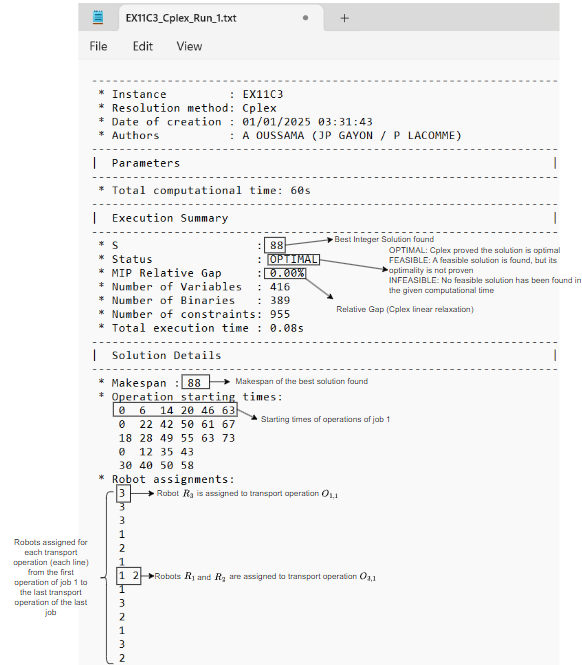 EX11C3_Cplex_Run_1.txt
File Edit View
* Instance : EX11C3
* Resolution method: Cplex
* Date of creation : 01/01/2025 03:31:43
* Authors : A OUSSAMA (JP GAYON / P LACOMME)
| Parameters |
* Total computational time: 60s
| Execution Summary |
* S : 88
Best Integer Solution found
* Status : OPTIMAL
OPTIMAL: Cplex proved the solution is optimal
FEASIBLE: A feasible solution is found, but its
optimality is not proven
INFEASIBLE: No feasible solution has been found in
the given computational time
* MIP Relative Gap : 0.00%
Relative Gap (Cplex linear relaxation)
* Number of Variables : 416
* Number of Binaries : 389
* Number of constraints: 955
* Total execution time : 0.08s
| Solution Details |
* Makespan : 88
Makespan of the best solution found
* Operation starting times:
0 6 14 20 46 63
Starting times of operations of job 1
0 22 42 50 61 67
18 28 49 55 63 73
0 12 35 43
30 40 50 58
* Robot assignments:
3
Robot R₃ is assigned to transport operation O₁,₁
3
3
1
2
1
1 2
Robots R₁ and R₂ are assigned to transport operation O₃,₁
1
3
2
1
3
2
Robots assigned for
each transport
operation (each line)
from the first
operation of job 1 to
the last transport
operation of the last
job